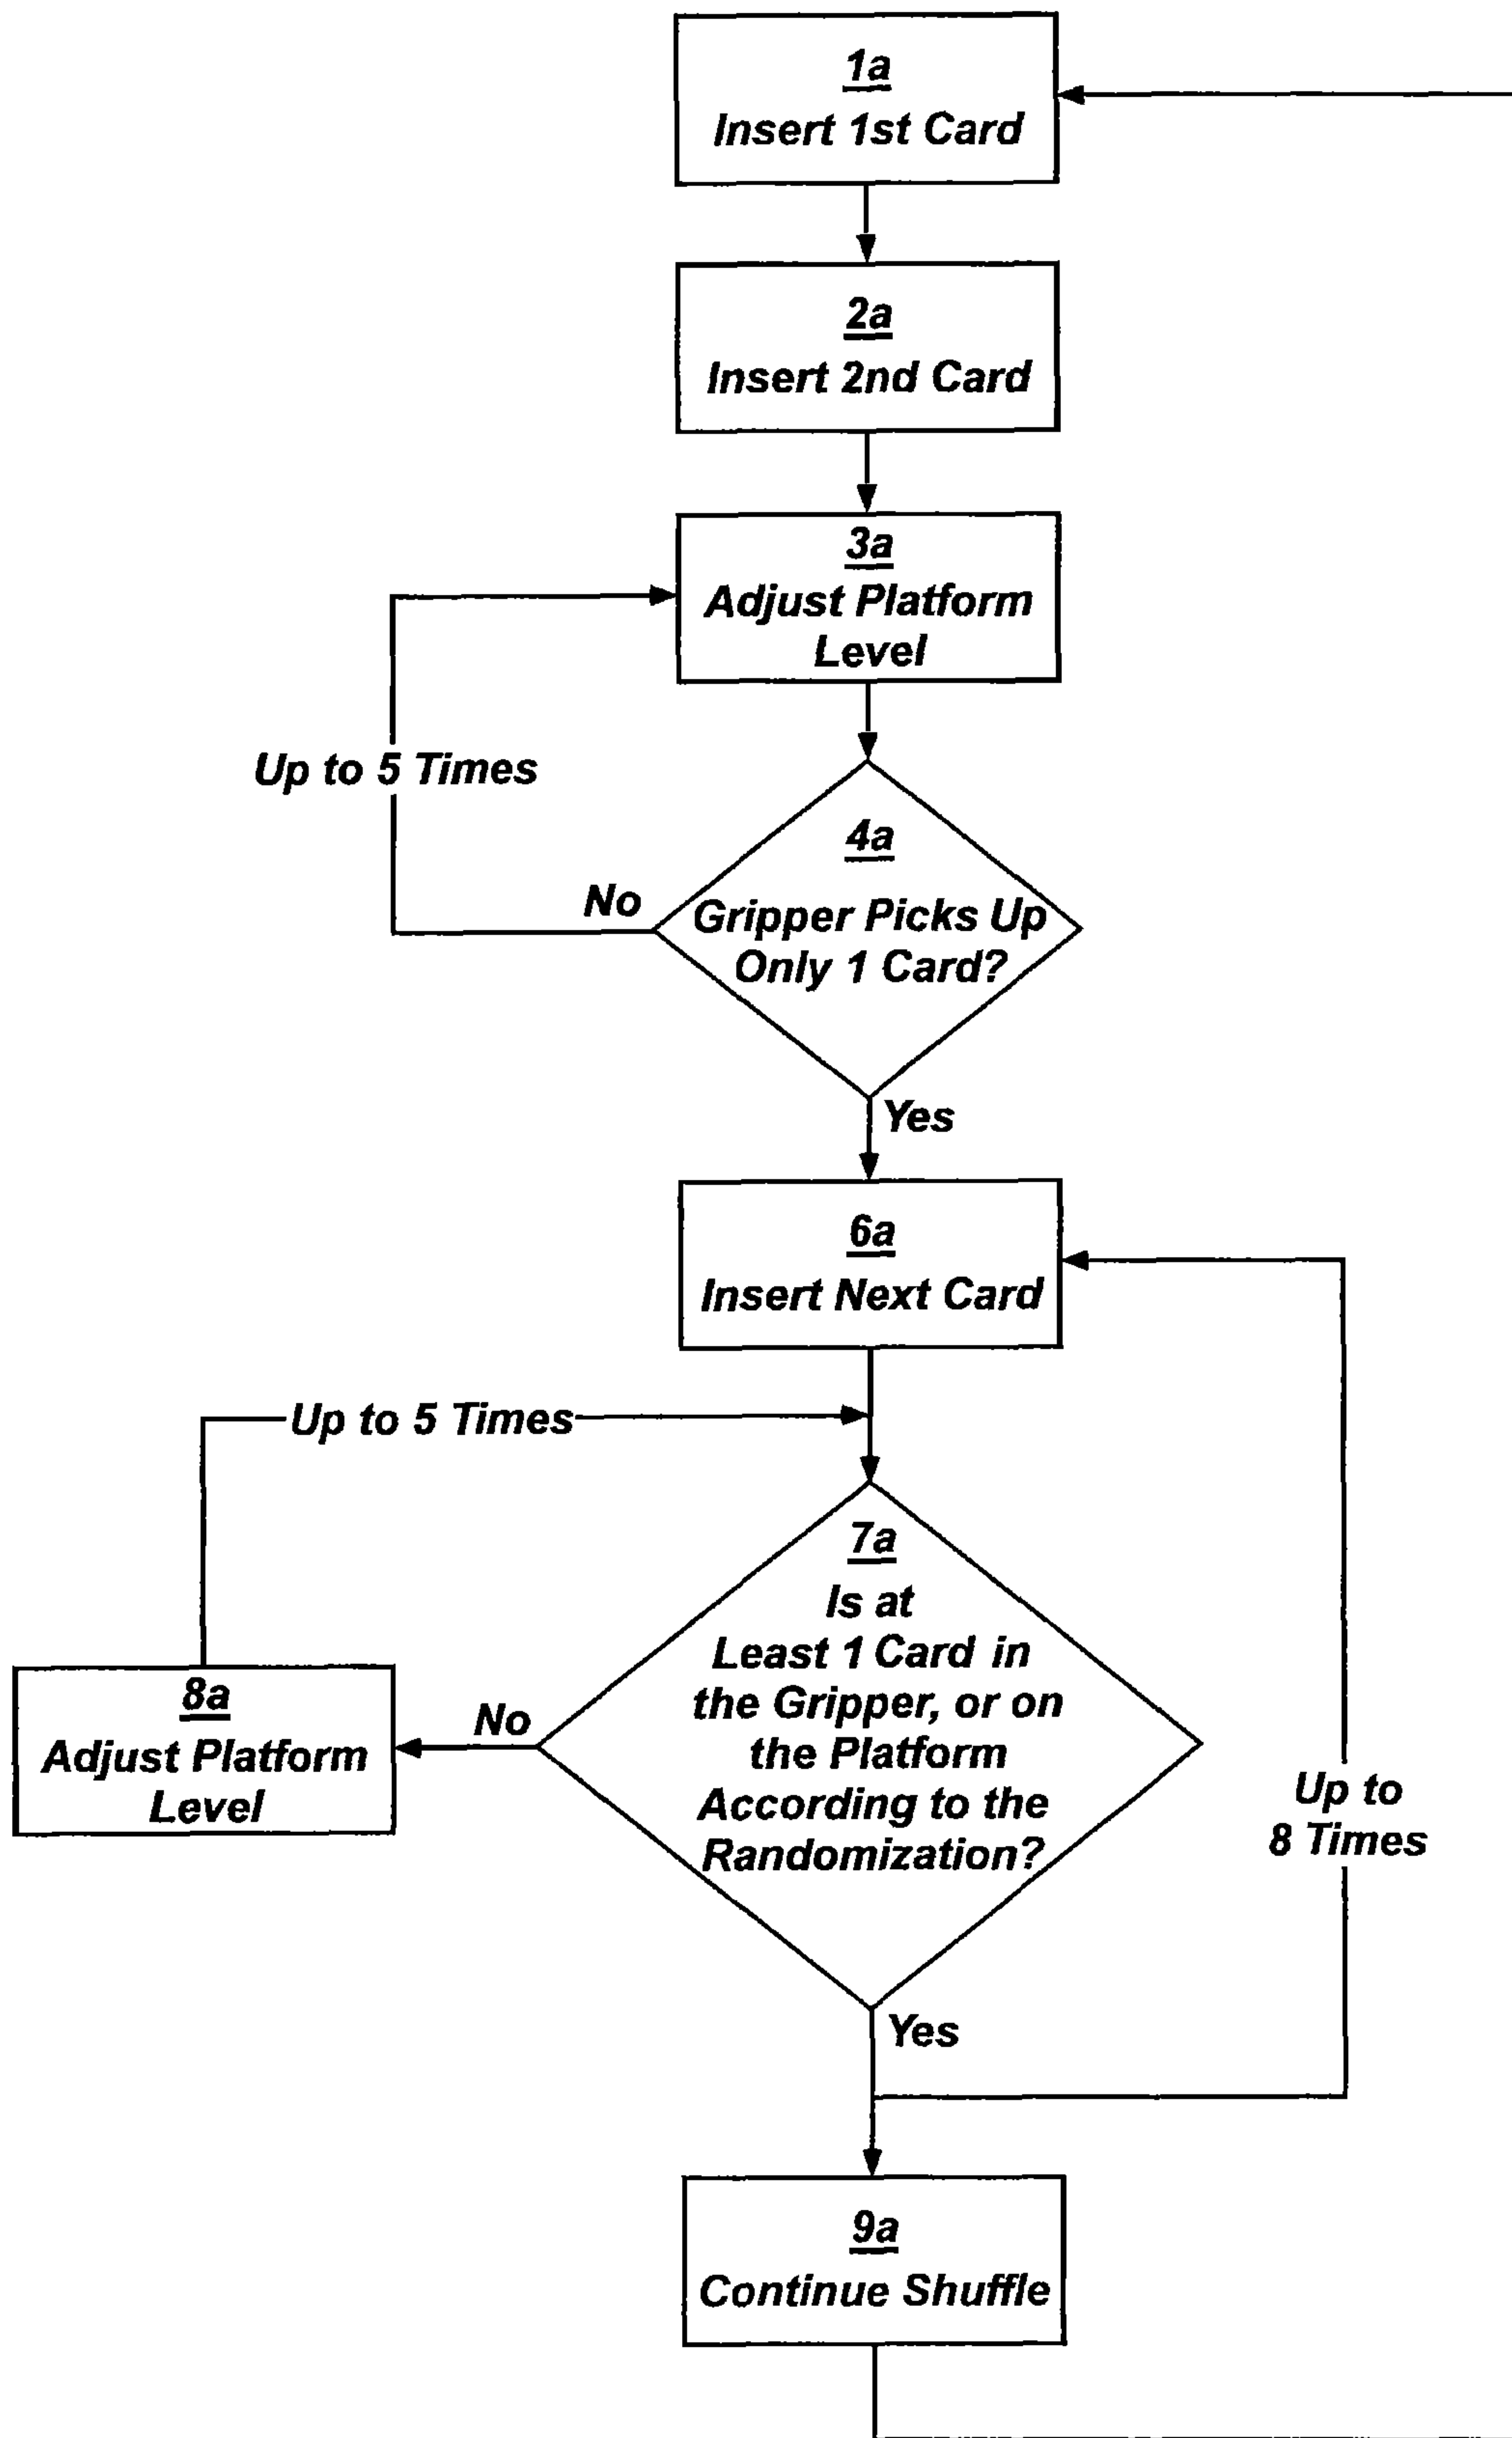 1a
Insert 1st Card
2a
Insert 2nd Card
3a
Adjust Platform
Level
Up to 5 Times
4a
No
Gripper Picks Up
Only 1 Card?
Yes
6a
Insert Next Card
Up to 5 Times
7a
Is at
Least 1 Card in
the Gripper, or on
the Platform
According to the
Randomization?
8a
Adjust Platform
Level
No
Up to
8 Times
Yes
9a
Continue Shuffle